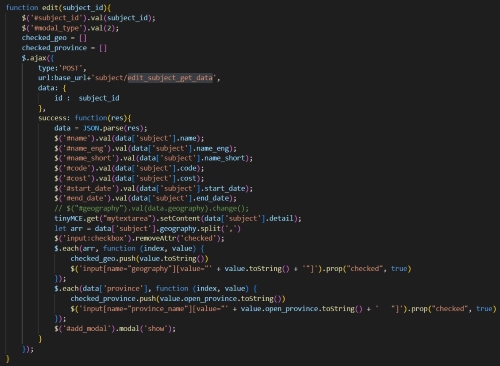 function edit(subject_id){
$('#subject_id').val(subject_id);
$('#modal_type').val(2);
checked_geo = []
checked_province = []
$.ajax({
type:'POST',
url:base_url+'subject/edit_subject_get_data',
data: {
id : subject_id
},
success: function(res){
data = JSON.parse(res);
$('#name').val(data['subject'].name);
$('#name_eng').val(data['subject'].name_eng);
$('#name_short').val(data['subject'].name_short);
$('#code').val(data['subject'].code);
$('#cost').val(data['subject'].cost);
$('#start_date').val(data['subject'].start_date);
$('#end_date').val(data['subject'].end_date);
// $("#geography").val(data.geography).change();
tinyMCE.get("mytextarea").setContent(data['subject'].detail);
let arr = data['subject'].geography.split(',')
$('input:checkbox').removeAttr('checked');
$.each(arr, function (index, value) {
checked_geo.push(value.toString())
$('input[name="geography"][value="' + value.toString() + '"]').prop("checked", true)
});
$.each(data['province'], function (index, value) {
checked_province.push(value.open_province.toString())
$('input[name="province_name"][value="' + value.open_province.toString() + '   "]').prop("checked", true)
});
$('#add_modal').modal('show');
}
});
}